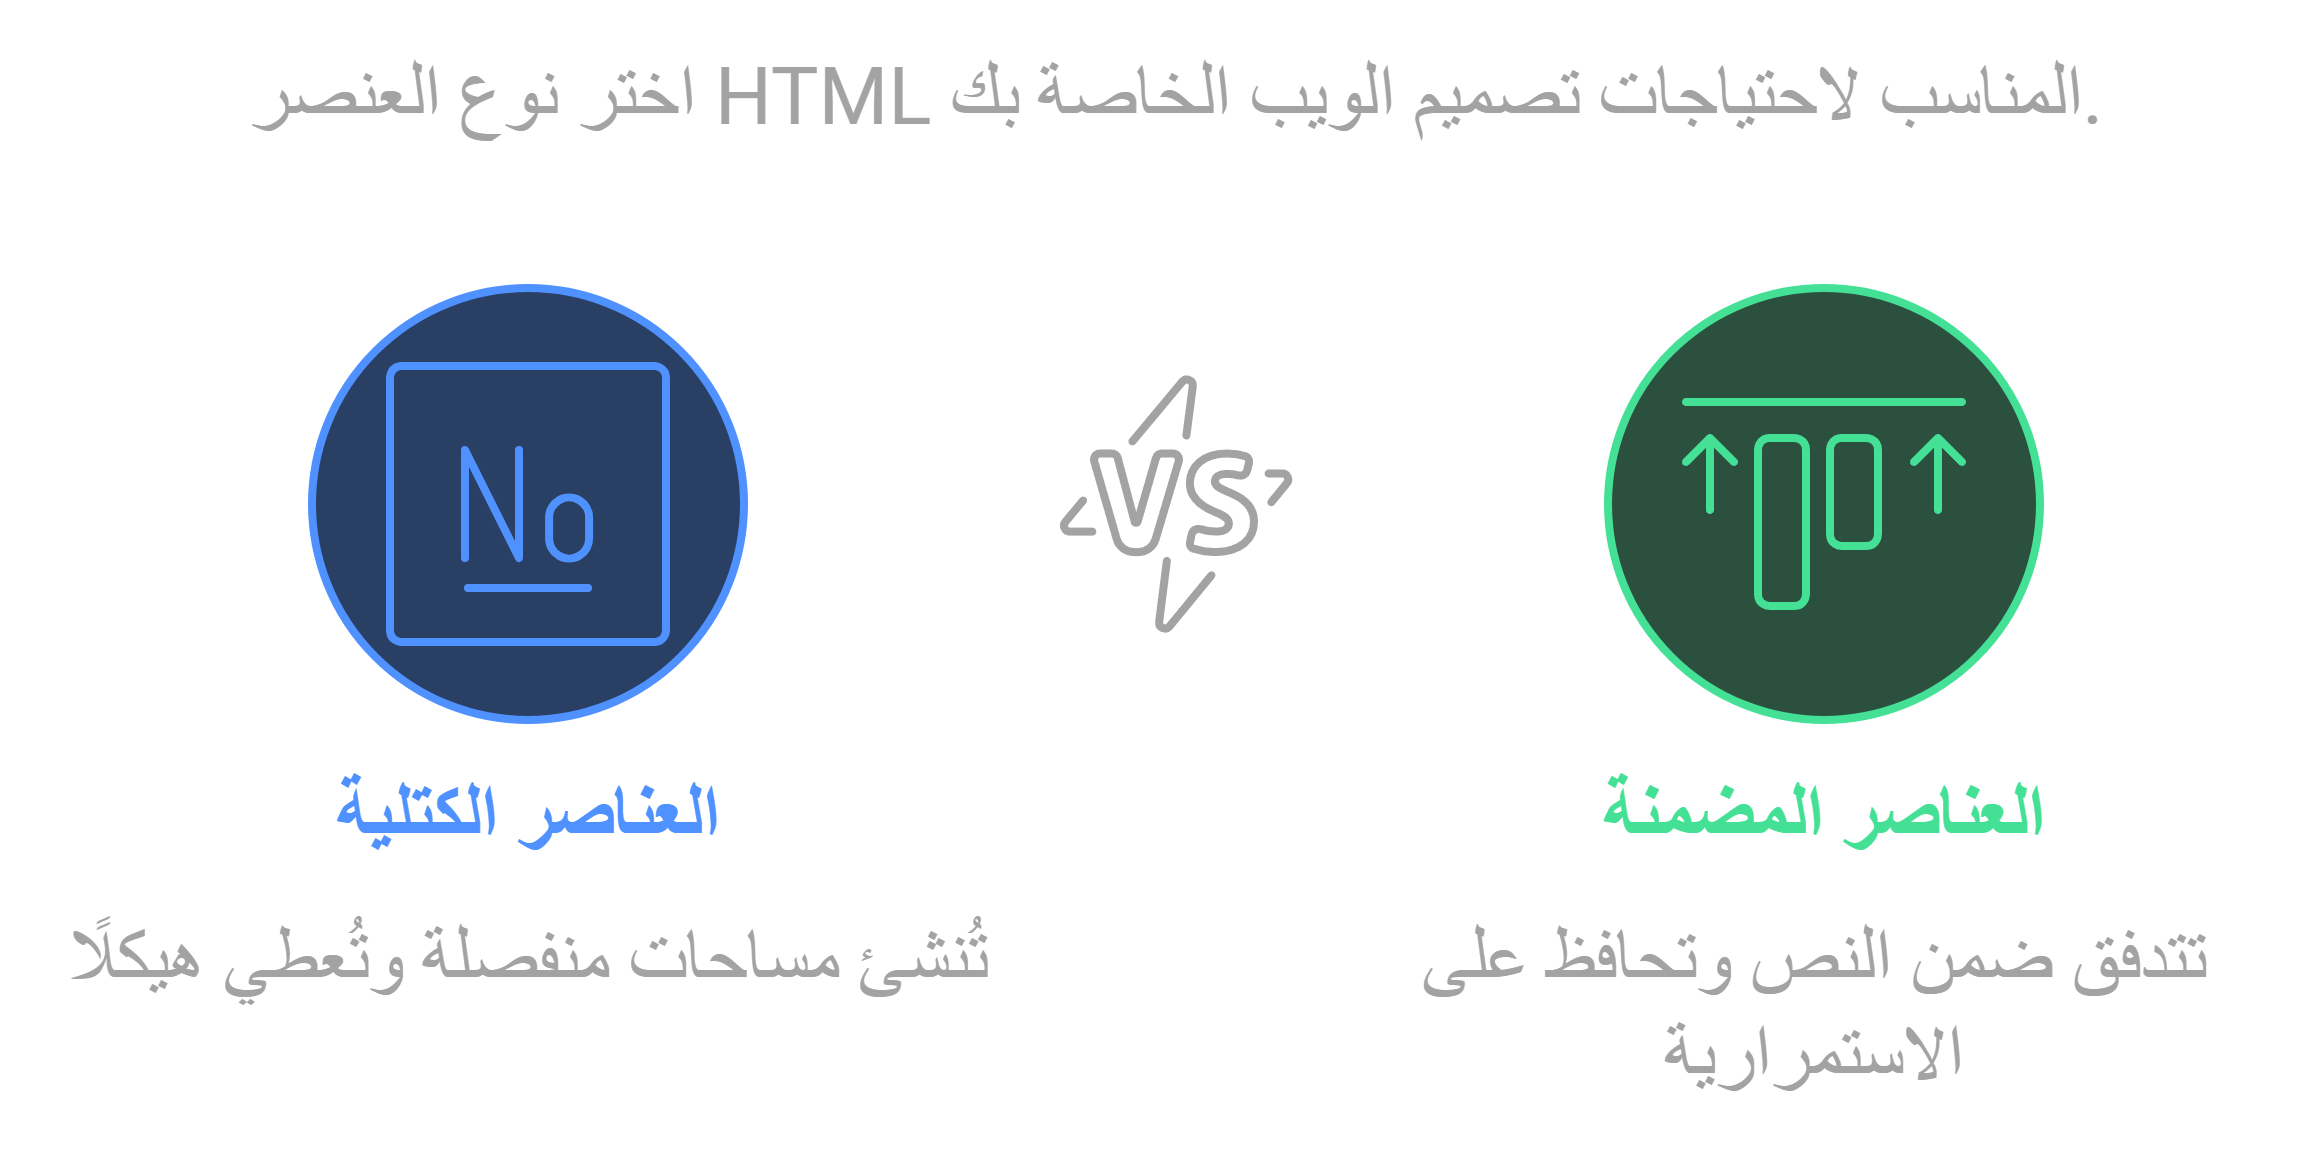 اختر نوع العنصر HTML المناسب لاحتياجات تصميم الويب الخاصة بك.
No
VS
العناصر الكتلية
تُنشئ مساحات منفصلة وتُعطي هيكلًا
العناصر المضمنة
تتدفق ضمن النص وتحافظ على
الاستمرارية